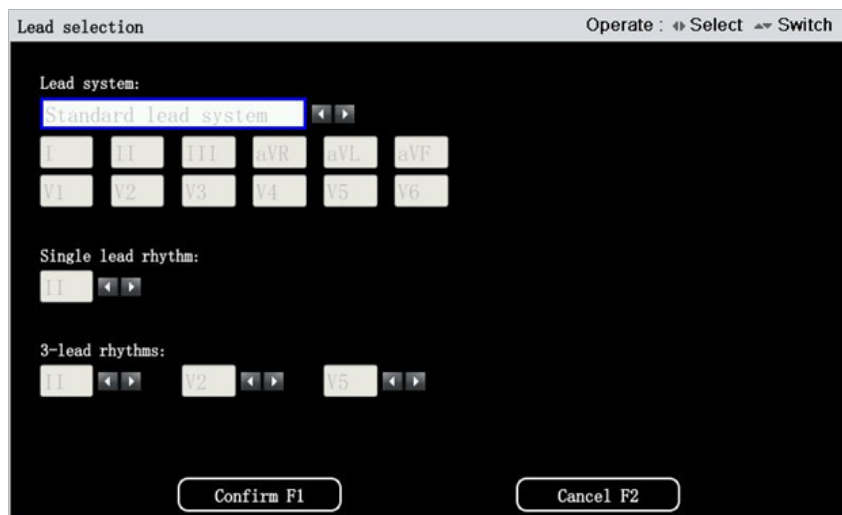 Lead selection Operate : Select Switch
Lead system:
Standard lead system
I II III aVR aVL aVF
V1 V2 V3 V4 V5 V6
Single lead rhythm:
II
3-lead rhythms:
II V2 V5
Confirm F1 Cancel F2